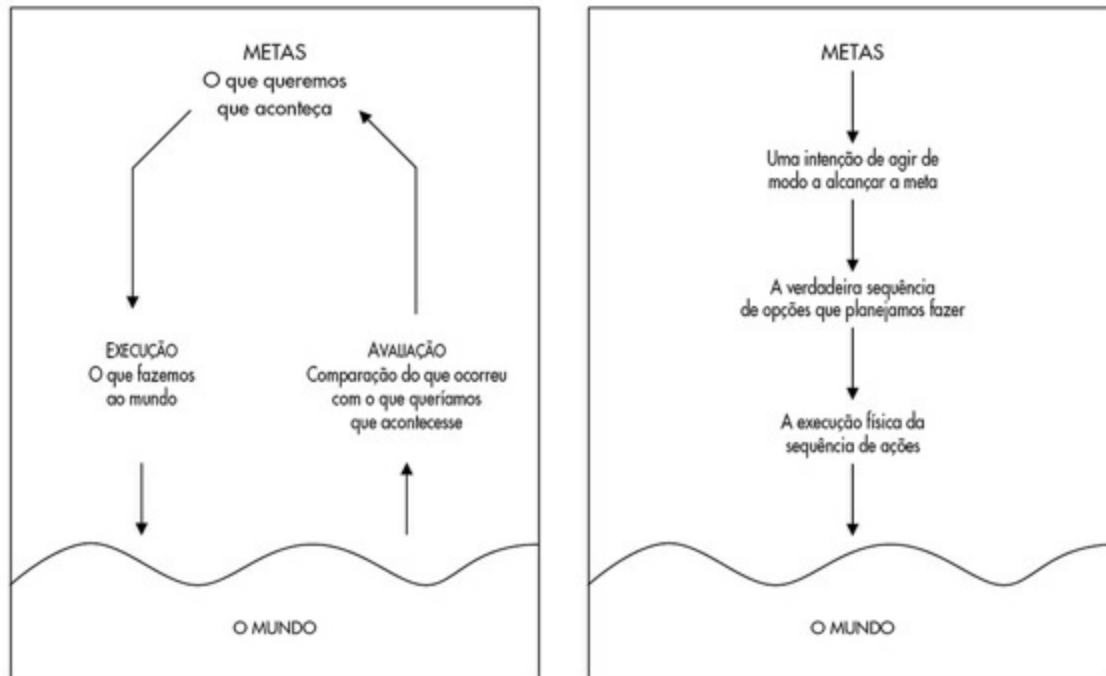 METAS
O que queremos
que aconteça
EXECUÇÃO
O que fazemos
ao mundo
AVALIAÇÃO
Comparação do que ocorreu
com o que queríamos
que acontecesse
O MUNDO
METAS
Uma intenção de agir de
modo a alcançar a meta
A verdadeira sequência
de opções que planejamos fazer
A execução física da
sequência de ações
O MUNDO